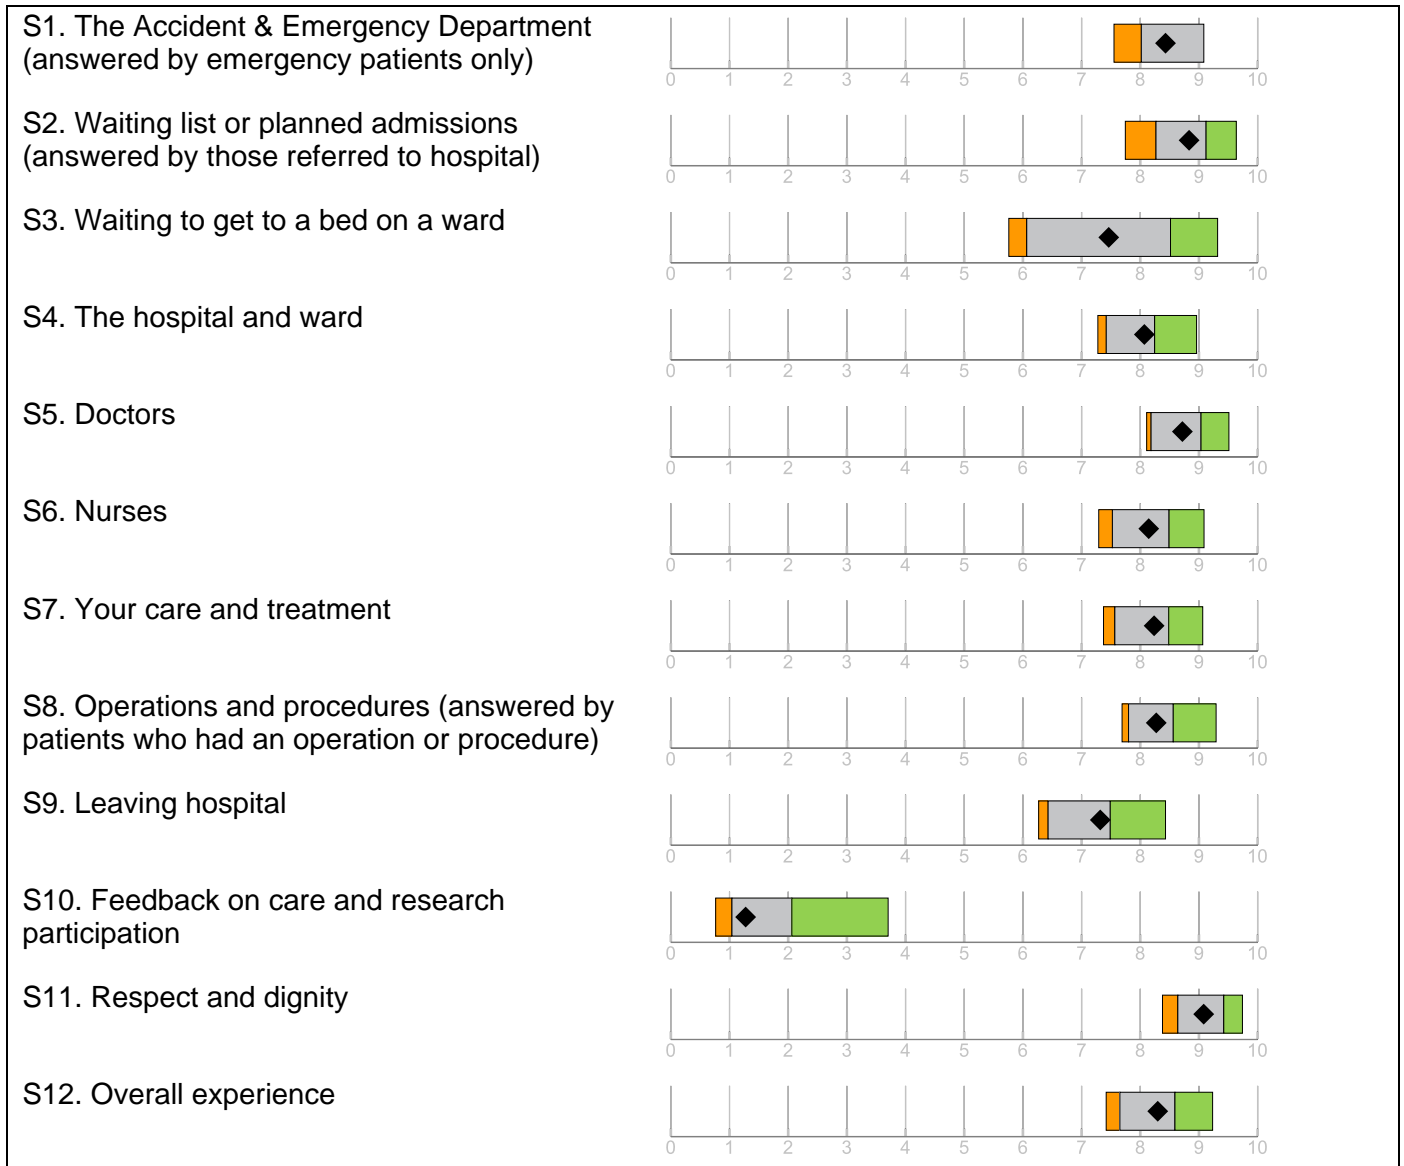 S1. The Accident & Emergency Department
(answered by emergency patients only)
0 1 2 3 4 5 6 7 8 9 10
S2. Waiting list or planned admissions
(answered by those referred to hospital)
0 1 2 3 4 5 6 7 8 9 10
S3. Waiting to get to a bed on a ward
0 1 2 3 4 5 6 7 8 9 10
S4. The hospital and ward
0 1 2 3 4 5 6 7 8 9 10
S5. Doctors
0 1 2 3 4 5 6 7 8 9 10
S6. Nurses
0 1 2 3 4 5 6 7 8 9 10
S7. Your care and treatment
0 1 2 3 4 5 6 7 8 9 10
S8. Operations and procedures (answered by
patients who had an operation or procedure)
0 1 2 3 4 5 6 7 8 9 10
S9. Leaving hospital
0 1 2 3 4 5 6 7 8 9 10
S10. Feedback on care and research
participation
0 1 2 3 4 5 6 7 8 9 10
S11. Respect and dignity
0 1 2 3 4 5 6 7 8 9 10
S12. Overall experience
0 1 2 3 4 5 6 7 8 9 10